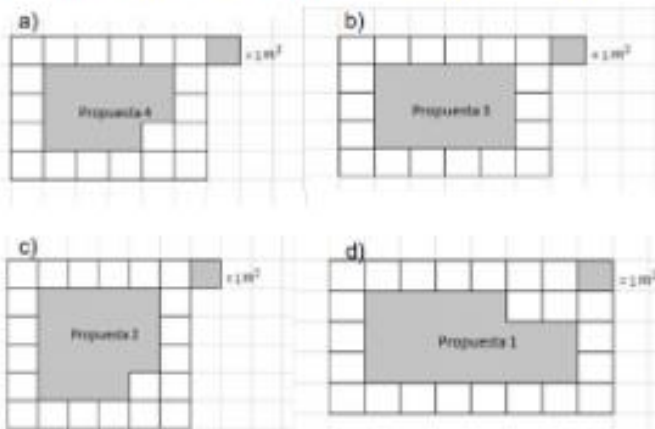 a)
= 1 m²
Propuesta 4
b)
= 1 m²
Propuesta 3
c)
= 1 m²
Propuesta 2
d)
= 1 m²
Propuesta 1